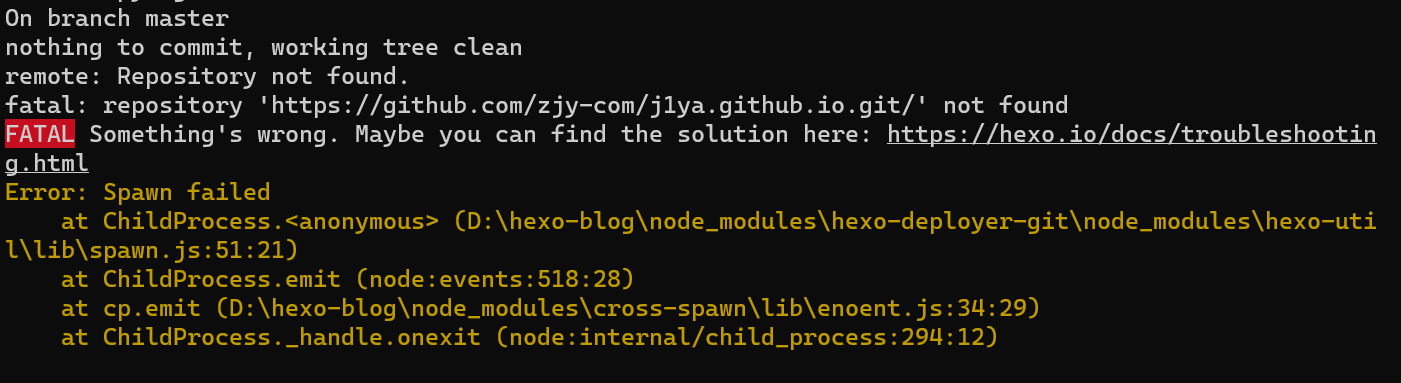 On branch master
nothing to commit, working tree clean
remote: Repository not found.
fatal: repository 'https://github.com/zjy-com/j1ya.github.io.git/' not found
FATAL Something's wrong. Maybe you can find the solution here: https://hexo.io/docs/troubleshootin
g.html
Error: Spawn failed
    at ChildProcess.<anonymous> (D:\hexo-blog\node_modules\hexo-deployer-git\node_modules\hexo-uti
l\lib\spawn.js:51:21)
    at ChildProcess.emit (node:events:518:28)
    at cp.emit (D:\hexo-blog\node_modules\cross-spawn\lib\enoent.js:34:29)
    at ChildProcess._handle.onexit (node:internal/child_process:294:12)